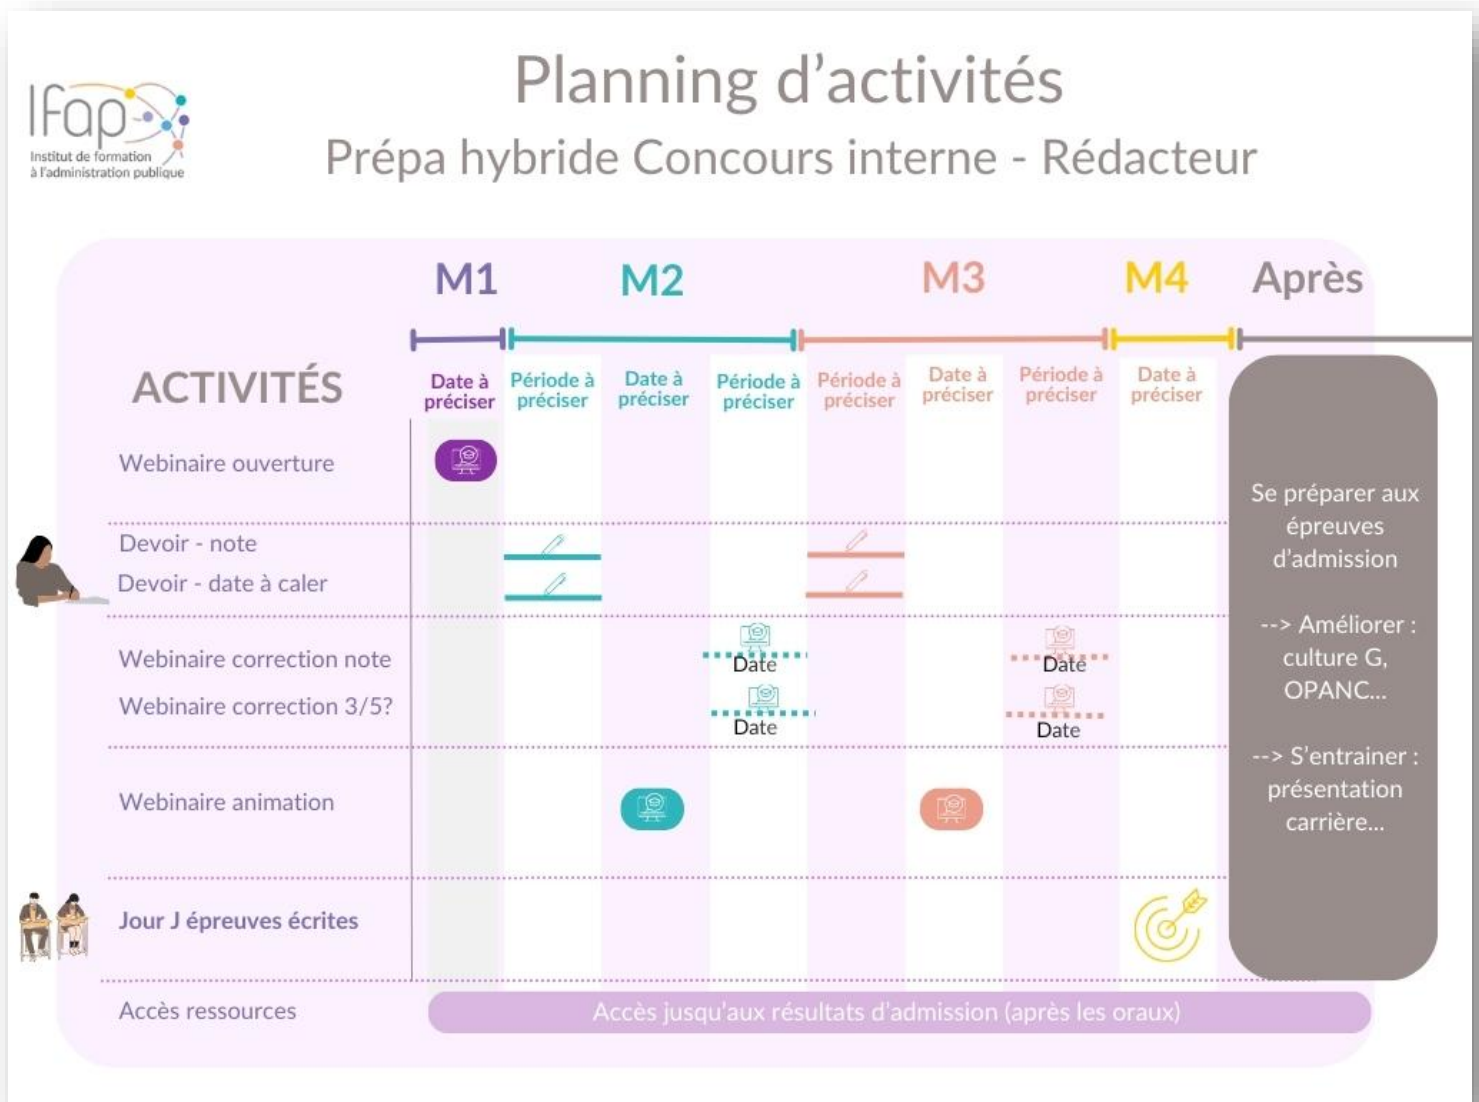 Planning d'activités
Prépa hybride Concours interne - Rédacteur
Ifap
Institut de formation
à l'administration publique
M1
M2
M3
M4
Après
ACTIVITÉS
Date à
préciser
Période à
préciser
Date à
préciser
Période à
préciser
Période à
préciser
Date à
préciser
Période à
préciser
Date à
préciser
Webinaire ouverture
Devoir - note
Devoir - date à caler
Webinaire correction note
Date
Date
Webinaire correction 3/5?
Date
Date
Webinaire animation
Jour J épreuves écrites
Accès ressources
Accès jusqu'aux résultats d'admission (après les oraux)
Se préparer aux
épreuves
d'admission
--> Améliorer :
culture G,
OPANC...
--> S'entrainer :
présentation
carrière...